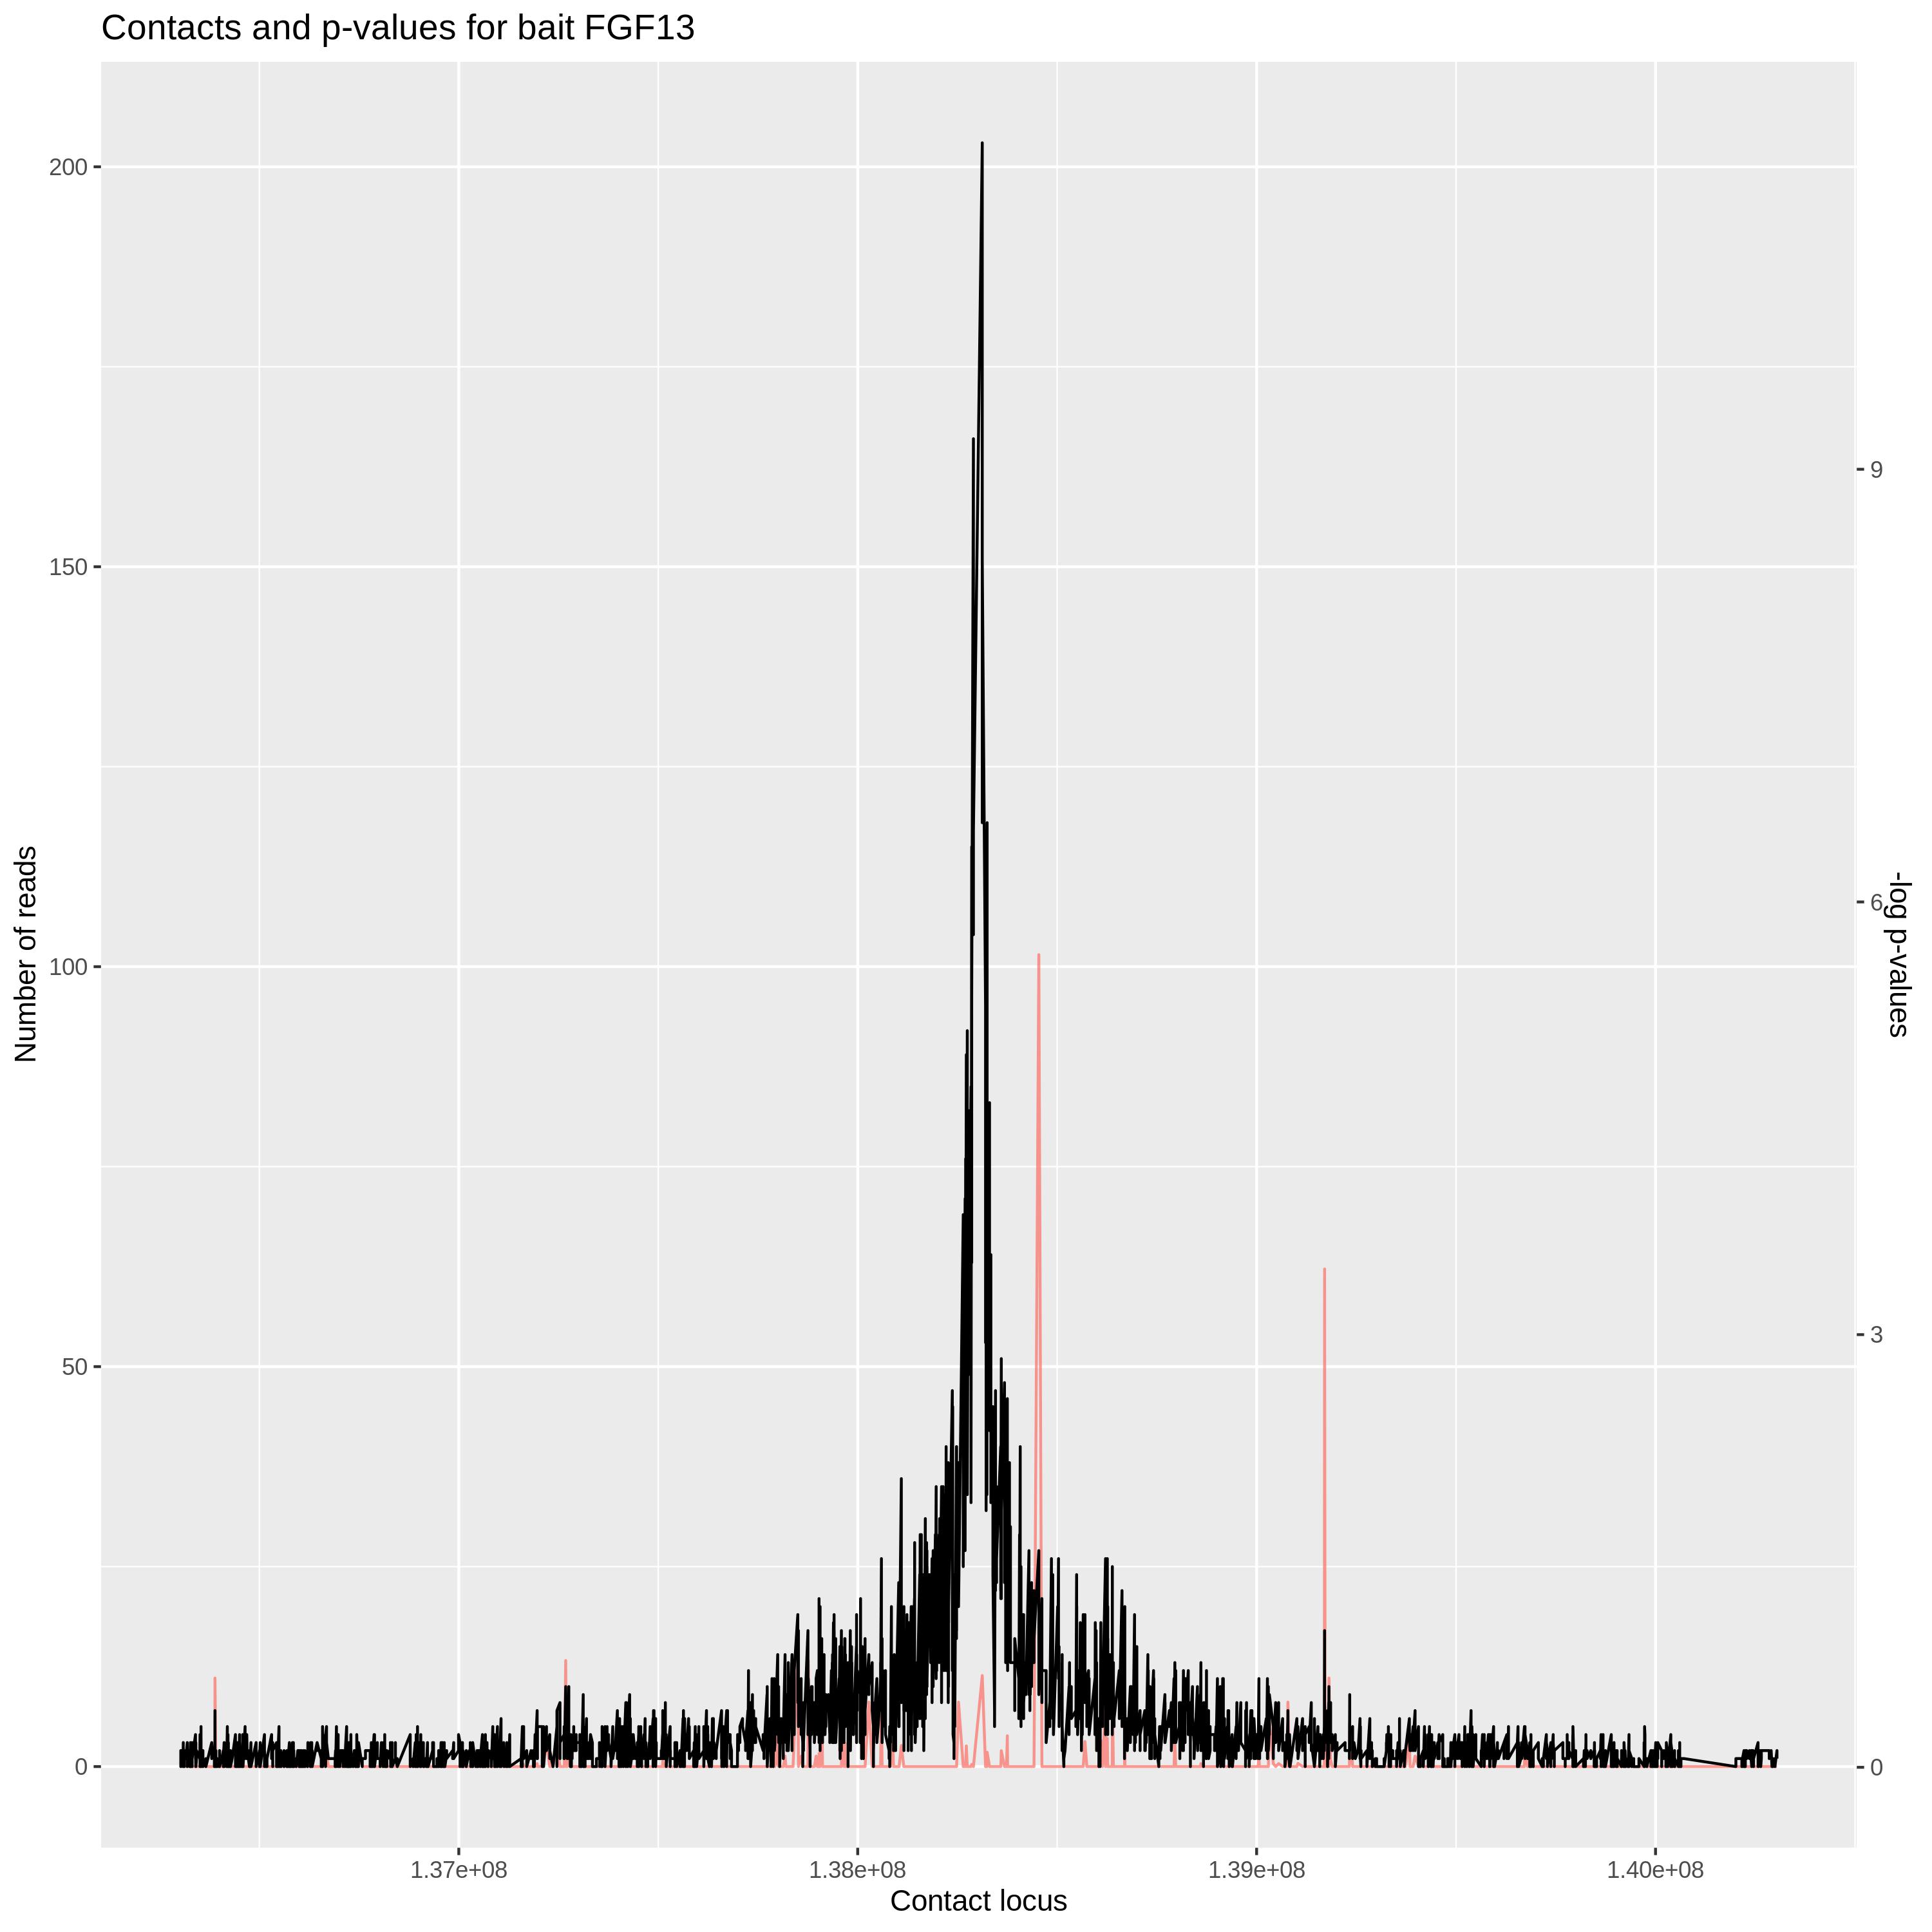 Contacts and p-values for bait FGF13
200
150
100
50
0
Number of reads
9
6
3
0
-log p-values
1.37e+08
1.38e+08
1.39e+08
1.40e+08
Contact locus